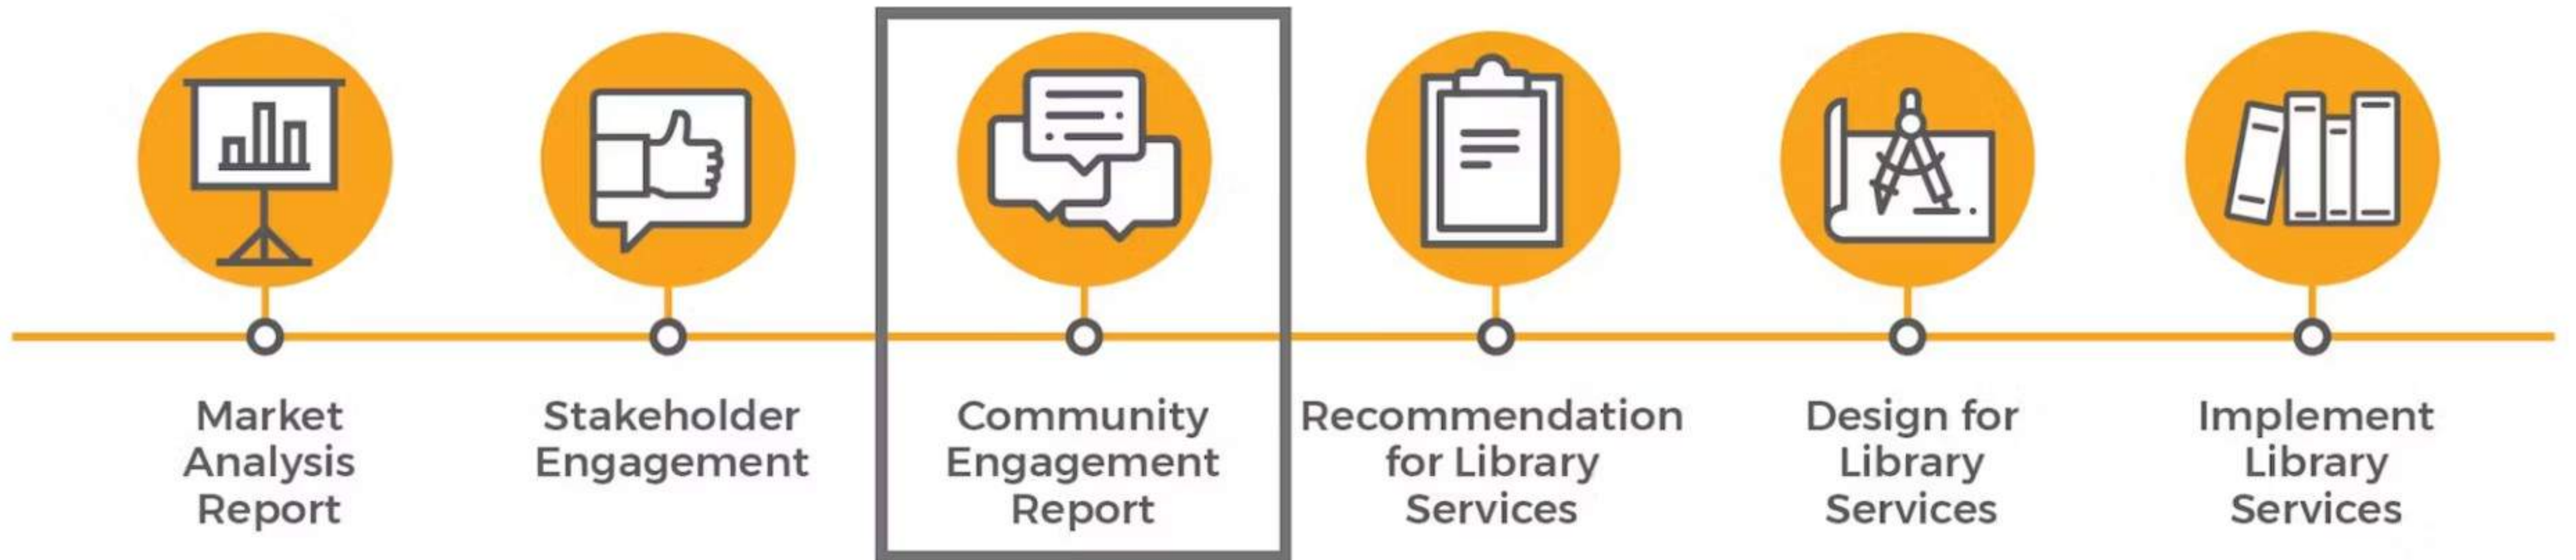 Market
Analysis
Report
Stakeholder
Engagement
Community
Engagement
Report
Recommendation
for Library
Services
Design for
Library
Services
Implement
Library
Services